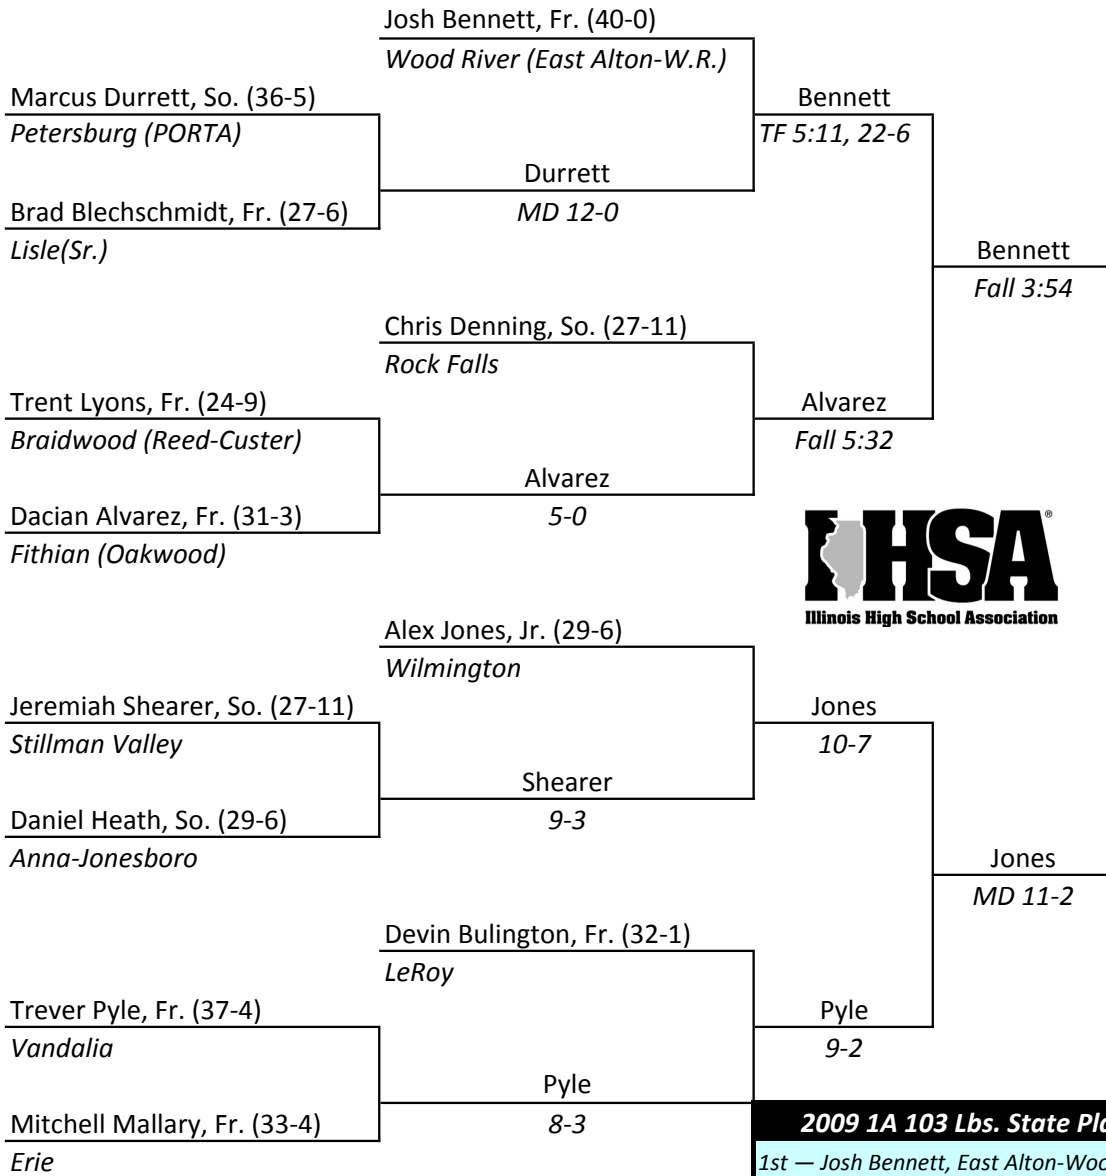 Josh Bennett, Fr. (40-0)
Wood River (East Alton-W.R.)
Marcus Durrett, So. (36-5)
Bennett
Petersburg (PORTA)
TF 5:11, 22-6
Durrett
Brad Blechschmidt, Fr. (27-6)
MD 12-0
Lisle(Sr.)
Bennett
Fall 3:54
Chris Denning, So. (27-11)
Rock Falls
Trent Lyons, Fr. (24-9)
Alvarez
Braidwood (Reed-Custer)
Fall 5:32
Alvarez
Dacian Alvarez, Fr. (31-3)
5-0
Fithian (Oakwood)
IHSA®
Illinois High School Association
Alex Jones, Jr. (29-6)
Wilmington
Jeremiah Shearer, So. (27-11)
Jones
Stillman Valley
10-7
Shearer
Daniel Heath, So. (29-6)
9-3
Anna-Jonesboro
Jones
MD 11-2
Devin Bulington, Fr. (32-1)
LeRoy
Trever Pyle, Fr. (37-4)
Pyle
Vandalia
9-2
Pyle
Mitchell Mallary, Fr. (33-4)
8-3
Erie
2009 1A 103 Lbs. State
1st — Josh Bennett, East